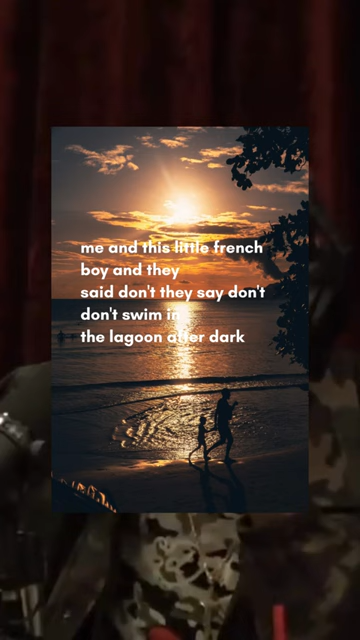 me and this little french
boy and they
said don't they say don't
don't swim in
the lagoon after dark